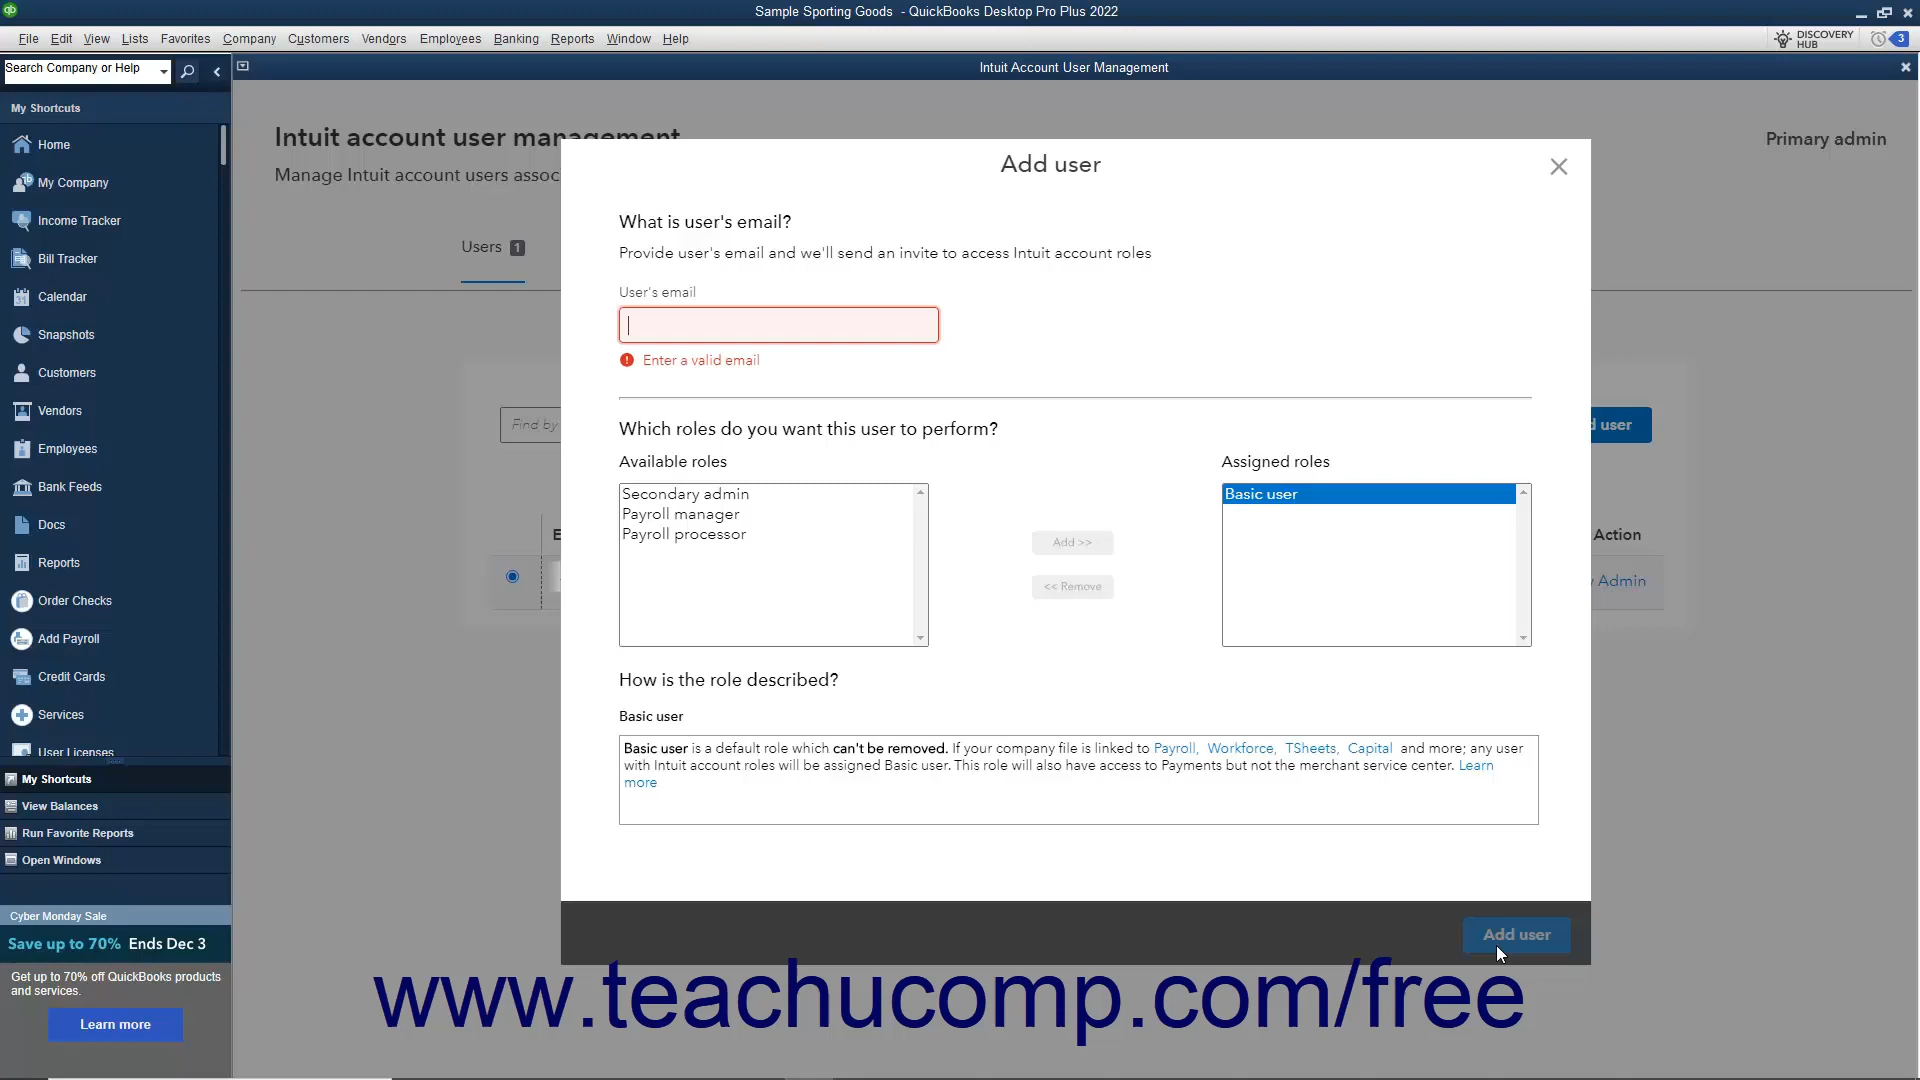 Sample Sporting Goods - QuickBooks Desktop Pro Plus 2022
File Edit View Lists Favorites Company Customers Vendors Employees Banking Reports Window Help
DISCOVERY HUB
3
Search Company or Help
Intuit Account User Management
My Shortcuts
Home
My Company
Income Tracker
Bill Tracker
Calendar
Snapshots
Customers
Vendors
Employees
Bank Feeds
Docs
Reports
Order Checks
Add Payroll
Credit Cards
Services
User Licenses
My Shortcuts
View Balances
Run Favorite Reports
Open Windows
Cyber Monday Sale
Save up to 70% Ends Dec 3
Get up to 70% off QuickBooks products
and services.
Learn more
Intuit account user management
Primary admin
Manage Intuit account users assoc
Users 1
Find by
d user
Action
Admin
Add user
What is user's email?
Provide user's email and we'll send an invite to access Intuit account roles
User's email
Enter a valid email
Which roles do you want this user to perform?
Available roles
Secondary admin
Payroll manager
Payroll processor
Add >>
<< Remove
Assigned roles
Basic user
How is the role described?
Basic user
Basic user is a default role which can't be removed. If your company file is linked to Payroll, Workforce, TSheets, Capital and more; any user
with Intuit account roles will be assigned Basic user. This role will also have access to Payments but not the merchant service center. Learn
more
Add user
www.teachucomp.com/free